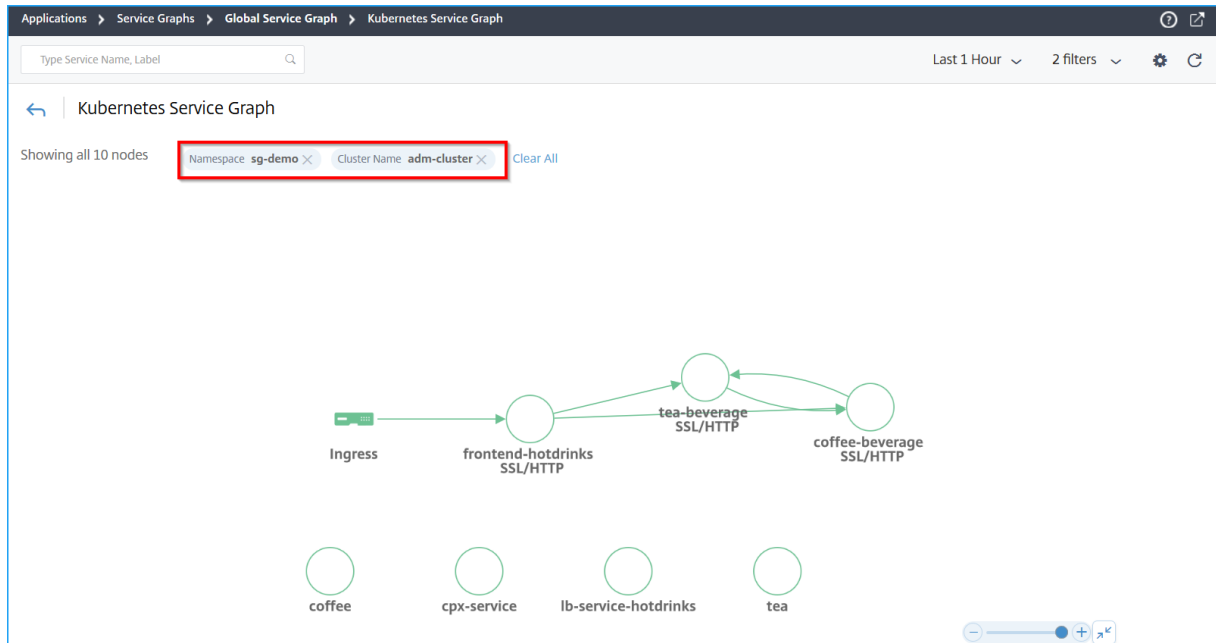 Applications > Service Graphs > Global Service Graph > Kubernetes Service Graph
Type Service Name, Label
Last 1 Hour
2 filters
Kubernetes Service Graph
Showing all 10 nodes
Namespace sg-demo
Cluster Name adm-cluster
Clear All
Ingress
frontend-hotdrinks
SSL/HTTP
tea-beverage
SSL/HTTP
coffee-beverage
SSL/HTTP
coffee
cpx-service
lb-service-hotdrinks
tea